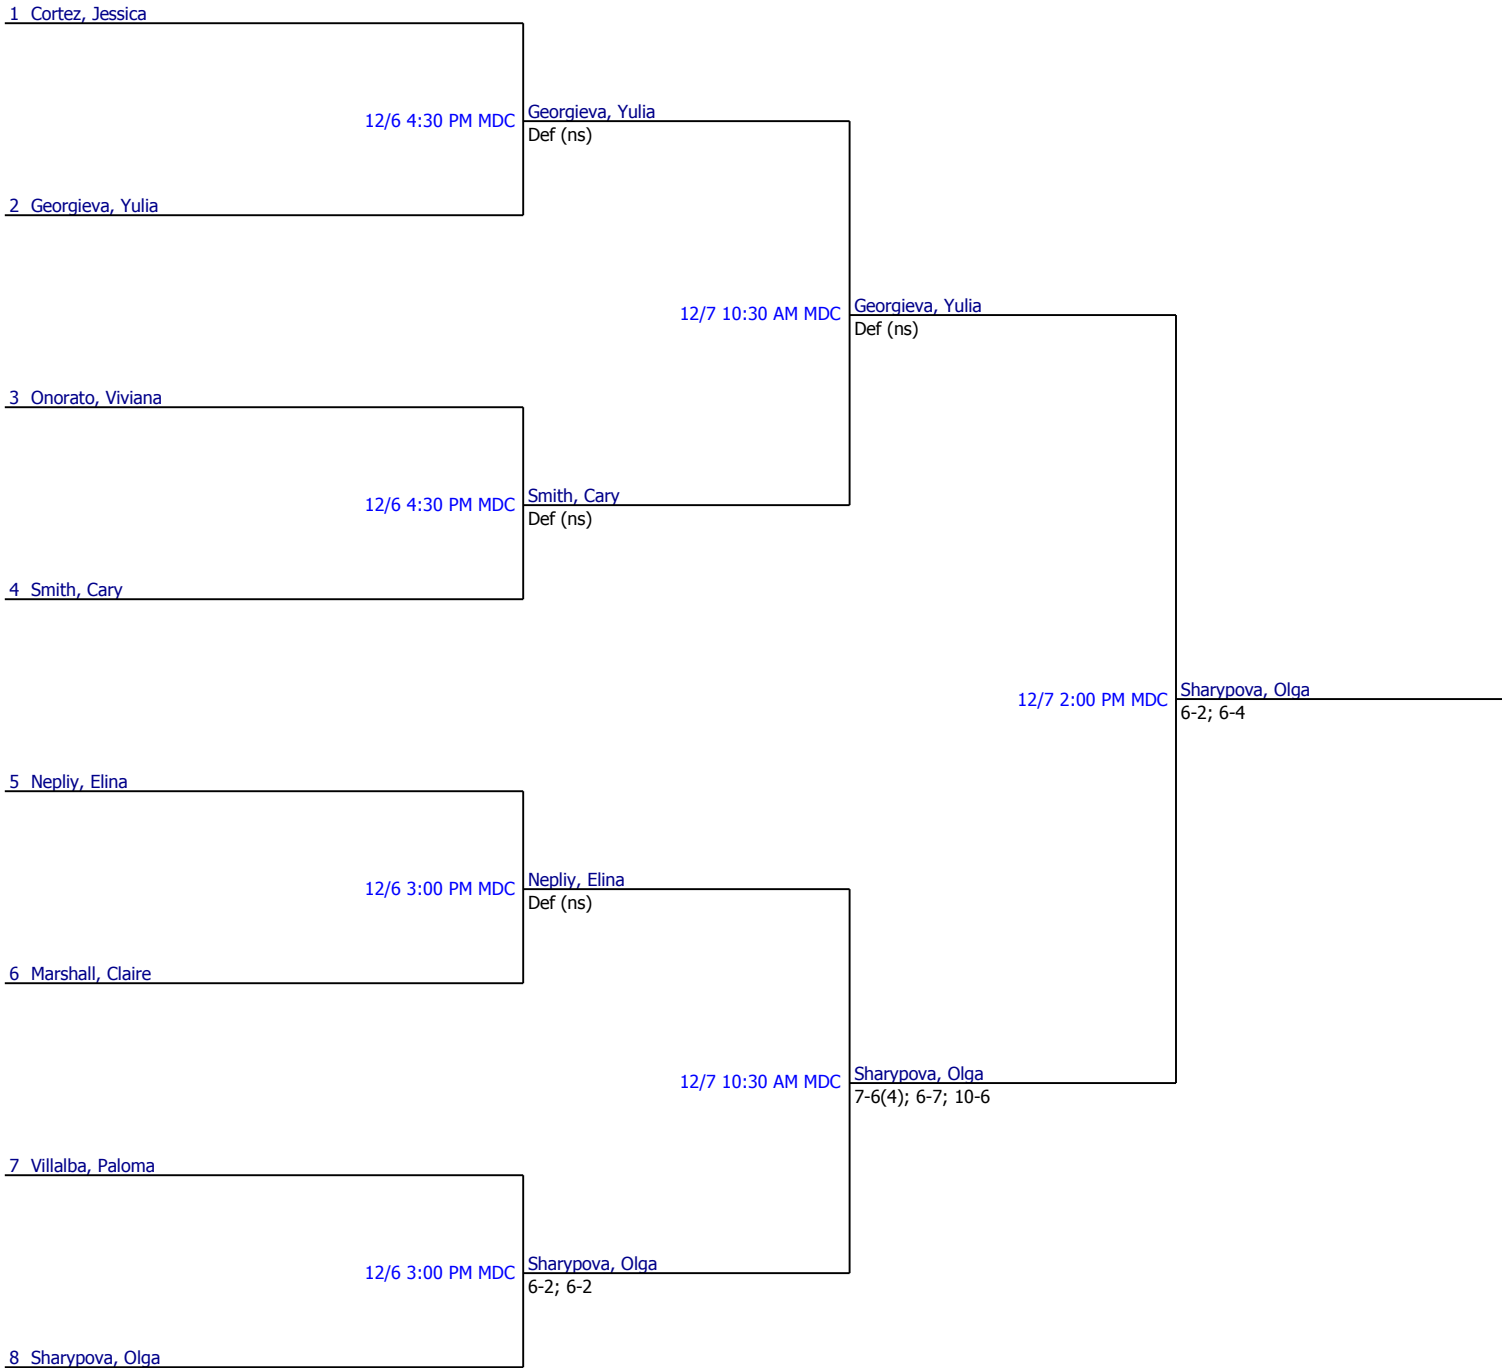 1 Cortez, Jessica
12/6 4:30 PM MDC
Georgieva, Yulia
Def (ns)
2 Georgieva, Yulia
12/7 10:30 AM MDC
Georgieva, Yulia
Def (ns)
3 Onorato, Viviana
12/6 4:30 PM MDC
Smith, Cary
Def (ns)
4 Smith, Cary
12/7 2:00 PM MDC
Sharypova, Olga
6-2; 6-4
5 Nepliy, Elina
12/6 3:00 PM MDC
Nepliy, Elina
Def (ns)
6 Marshall, Claire
12/7 10:30 AM MDC
Sharypova, Olga
7-6(4); 6-7; 10-6
7 Villalba, Paloma
12/6 3:00 PM MDC
Sharypova, Olga
6-2; 6-2
8 Sharypova, Olga